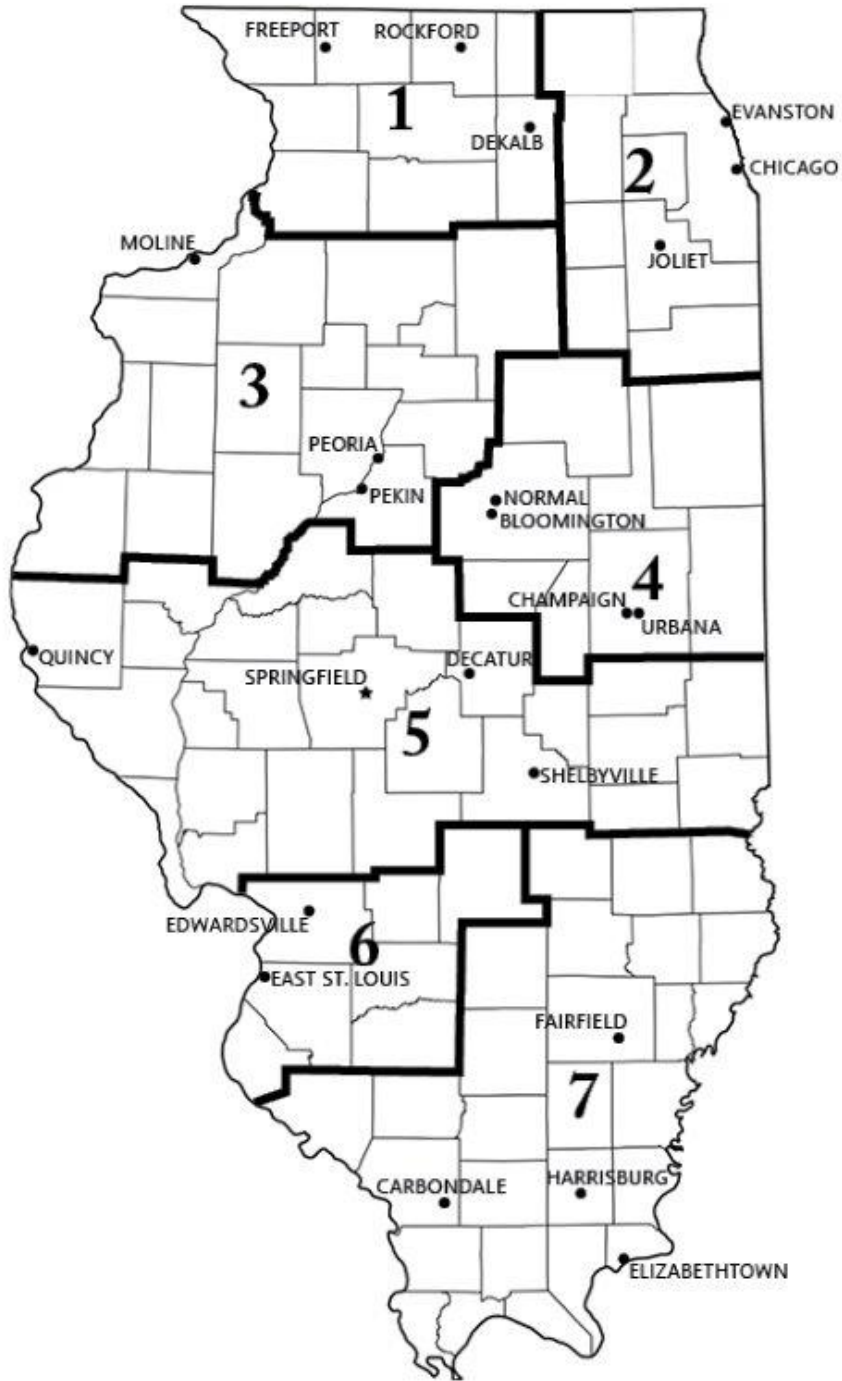 FREEPORT
ROCKFORD
1
EVANSTON
DEKALB
2
CHICAGO
MOLINE
JOLIET
3
PEORIA
PEKIN
NORMAL
BLOOMINGTON
4
CHAMPAIGN
URBANA
QUINCY
DECATUR
SPRINGFIELD
5
SHELBYVILLE
EDWARDSVILLE
6
EAST ST. LOUIS
FAIRFIELD
7
CARBONDALE
HARRISBURG
ELIZABETHTOWN